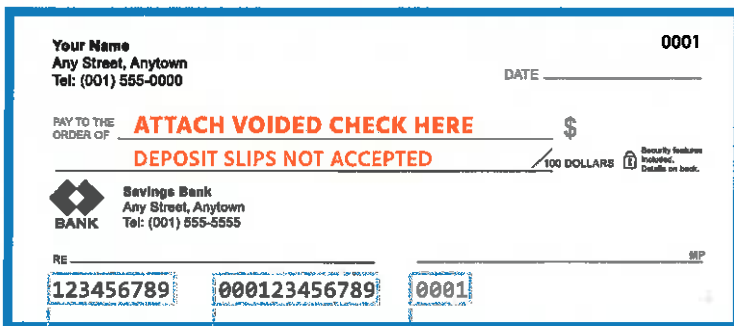 Your Name
0001
Any Street, Anytown
Tel: (001) 555-0000
DATE
PAY TO THE
ORDER OF
ATTACH VOIDED CHECK HERE
$
DEPOSIT SLIPS NOT ACCEPTED
/100 DOLLARS
Security features
included.
Details on back.
Savings Bank
Any Street, Anytown
BANK
Tel: (001) 555-5555
RE
MP
123456789 000123456789 0001